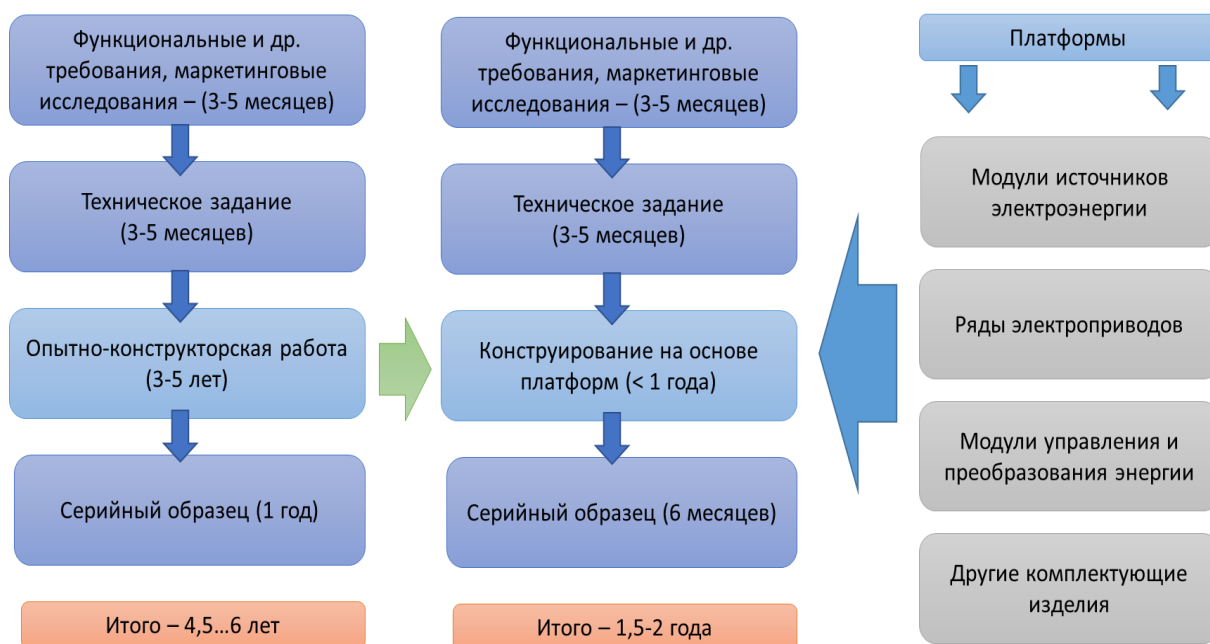 Функциональные и др.
требования, маркетинговые
исследования – (3-5 месяцев)
Техническое задание
(3-5 месяцев)
Опытно-конструкторская работа
(3-5 лет)
Серийный образец (1 год)
Итого – 4,5...6 лет
Функциональные и др.
требования, маркетинговые
исследования – (3-5 месяцев)
Техническое задание
(3-5 месяцев)
Конструирование на основе
платформ (< 1 года)
Серийный образец (6 месяцев)
Итого – 1,5-2 года
Платформы
Модули источников
электроэнергии
Ряды электроприводов
Модули управления и
преобразования энергии
Другие комплектующие
изделия